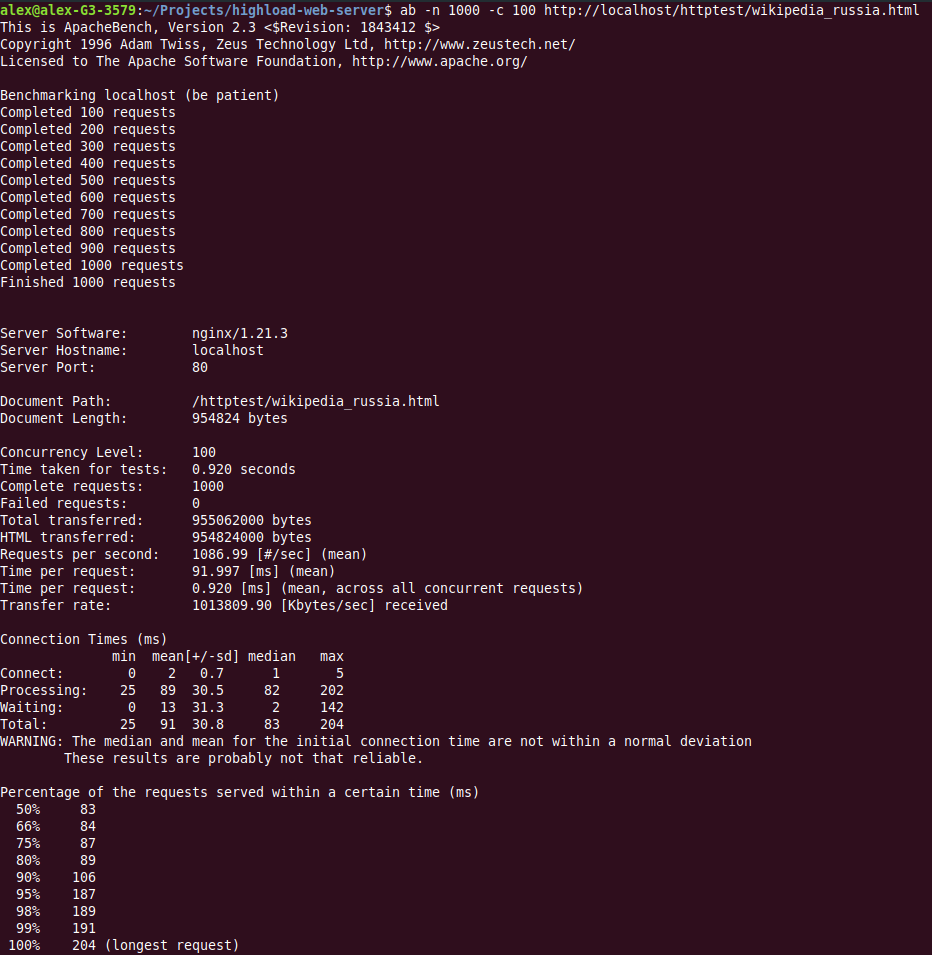 alex@alex-G3-3579:~/Projects/highload-web-server$ ab -n 1000 -c 100 http://localhost/httptest/wikipedia_russia.html
This is ApacheBench, Version 2.3 <$Revision: 1843412 $>
Copyright 1996 Adam Twiss, Zeus Technology Ltd, http://www.zeustech.net/
Licensed to The Apache Software Foundation, http://www.apache.org/

Benchmarking localhost (be patient)
Completed 100 requests
Completed 200 requests
Completed 300 requests
Completed 400 requests
Completed 500 requests
Completed 600 requests
Completed 700 requests
Completed 800 requests
Completed 900 requests
Completed 1000 requests
Finished 1000 requests


Server Software:        nginx/1.21.3
Server Hostname:        localhost
Server Port:            80

Document Path:          /httptest/wikipedia_russia.html
Document Length:        954824 bytes

Concurrency Level:      100
Time taken for tests:   0.920 seconds
Complete requests:      1000
Failed requests:        0
Total transferred:      955062000 bytes
HTML transferred:       954824000 bytes
Requests per second:    1086.99 [#/sec] (mean)
Time per request:       91.997 [ms] (mean)
Time per request:       0.920 [ms] (mean, across all concurrent requests)
Transfer rate:          1013809.90 [Kbytes/sec] received

Connection Times (ms)
              min  mean[+/-sd] median   max
Connect:        0    2   0.7      1       5
Processing:    25   89  30.5     82     202
Waiting:        0   13  31.3      2     142
Total:         25   91  30.8     83     204
WARNING: The median and mean for the initial connection time are not within a normal deviation
        These results are probably not that reliable.

Percentage of the requests served within a certain time (ms)
  50%     83
  66%     84
  75%     87
  80%     89
  90%    106
  95%    187
  98%    189
  99%    191
 100%    204 (longest request)